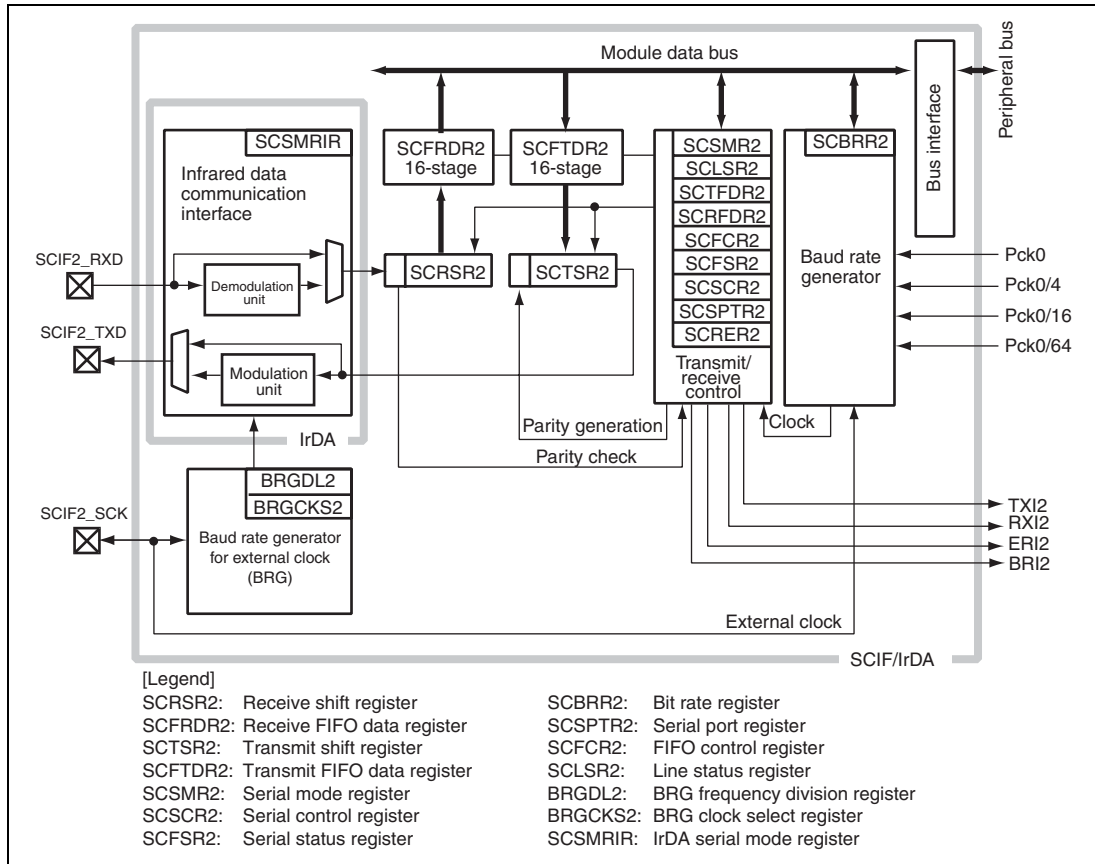 Module data bus
Bus interface
Peripheral bus
SCSMRIR
Infrared data
communication
interface
SCFRDR2
16-stage
SCFTDR2
16-stage
SCSMR2
SCLSR2
SCTFDR2
SCRFDR2
SCFCR2
SCFSR2
SCSCR2
SCSPTR2
SCRER2
Transmit/
receive
control
SCBRR2
Baud rate
generator
SCIF2_RXD
Demodulation
unit
SCRSR2
SCTSR2
Pck0
Pck0/4
Pck0/16
Pck0/64
SCIF2_TXD
Modulation
unit
IrDA
Parity generation
Parity check
Clock
BRGDL2
BRGCKS2
SCIF2_SCK
Baud rate generator
for external clock
(BRG)
TXI2
RXI2
ERI2
BRI2
External clock
SCIF/IrDA
[Legend]
SCRSR2: Receive shift register
SCFRDR2: Receive FIFO data register
SCTSR2: Transmit shift register
SCFTDR2: Transmit FIFO data register
SCSMR2: Serial mode register
SCSCR2: Serial control register
SCFSR2: Serial status register
SCBRR2: Bit rate register
SCSPTR2: Serial port register
SCFCR2: FIFO control register
SCLSR2: Line status register
BRGDL2: BRG frequency division register
BRGCKS2: BRG clock select register
SCSMRIR: IrDA serial mode register